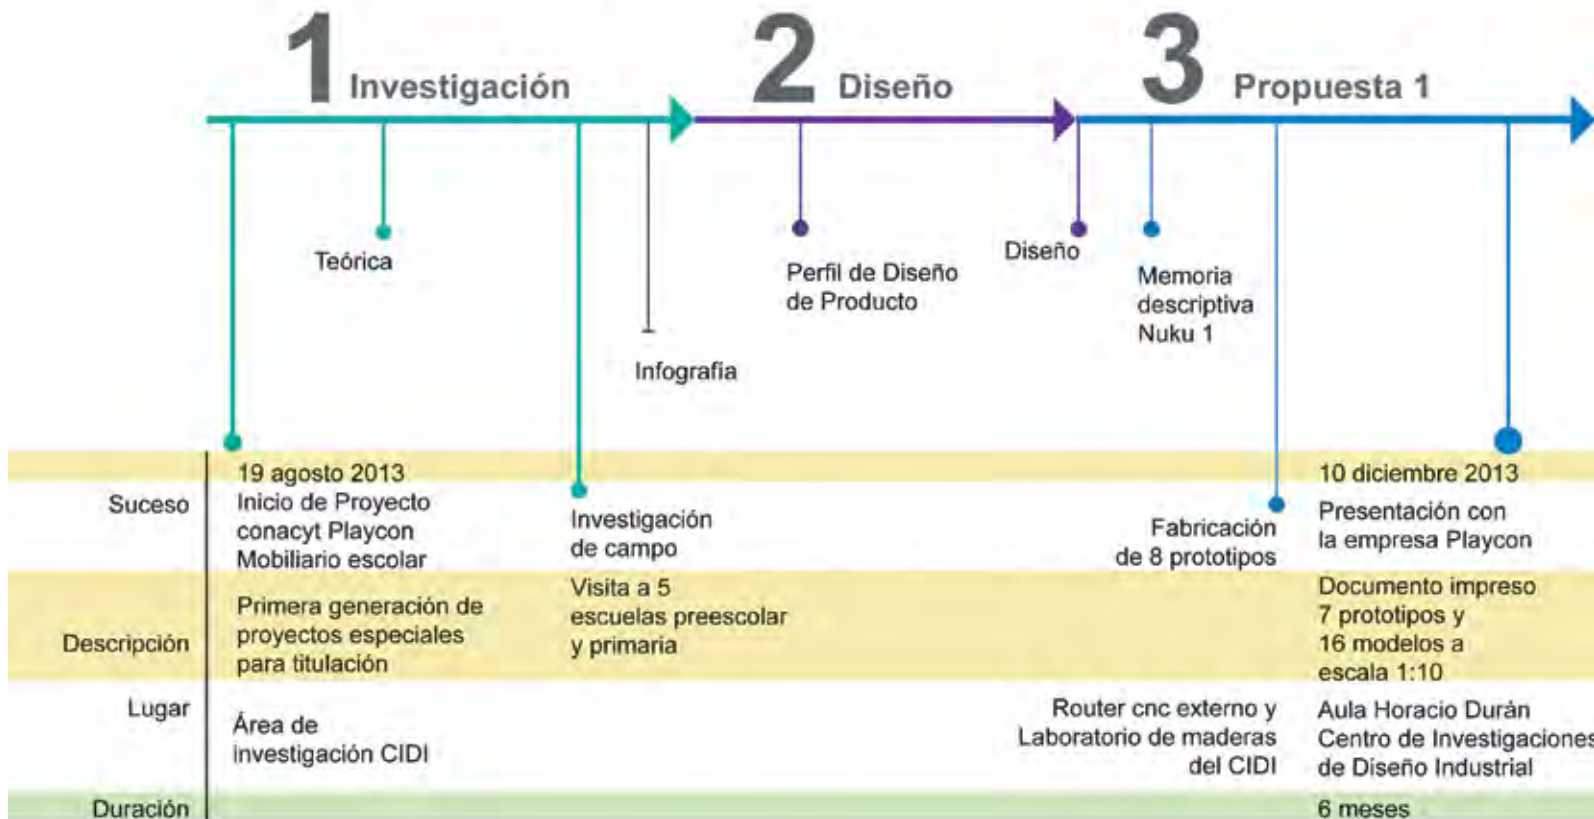 1 Investigación
2 Diseño
3 Propuesta 1
Teórica
Infografía
Perfil de Diseño
de Producto
Diseño
Memoria
descriptiva
Nuku 1
Suceso
19 agosto 2013
Inicio de Proyecto
conacyt Playcon
Mobiliario escolar
Investigación
de campo
Fabricación
de 8 prototipos
10 diciembre 2013
Presentación con
la empresa Playcon
Descripción
Primera generación de
proyectos especiales
para titulación
Visita a 5
escuelas preescolar
y primaria
Documento impreso
7 prototipos y
16 modelos a
escala 1:10
Lugar
Área de
investigación CIDI
Router cnc externo y
Laboratorio de maderas
del CIDI
Aula Horacio Durán
Centro de Investigaciones
de Diseño Industrial
Duración
6 meses